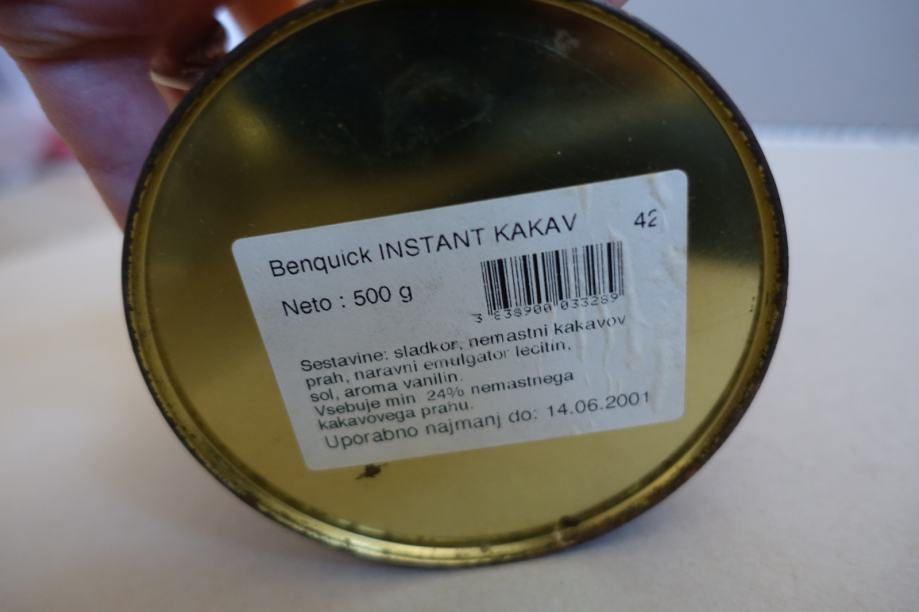 Benquick INSTANT KAKAV 42
Neto : 500 g
3 838900 033289
Sestavine: sladkor, nemastni kakavov
prah, naravni emulgator lecitin,
sol, aroma vanilin.
Vsebuje min 24% nemastnega
kakavovega prahu.
Uporabno najmanj do: 14.06.2001